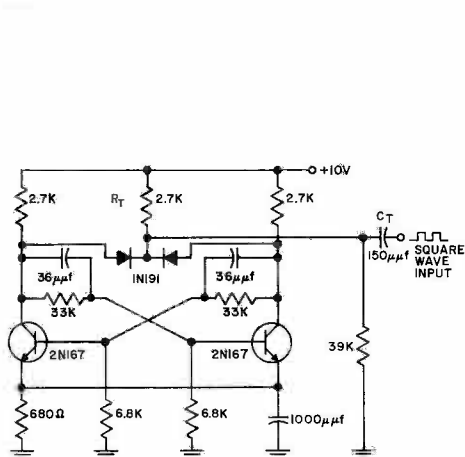 +10V
2.7K
R_T
2.7K
2.7K
C_T
36μμf
1N191
36μμf
150μμf
SQUARE
WAVE
INPUT
33K
33K
2N167
2N167
39K
680Ω
6.8K
6.8K
1000μμf